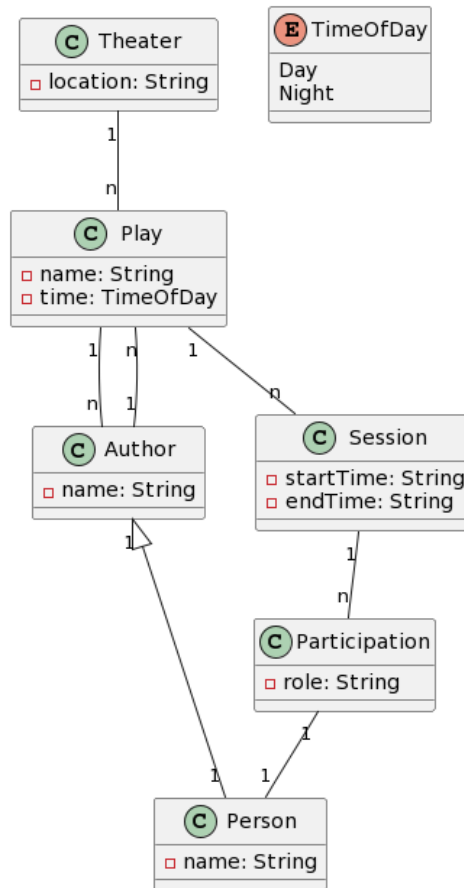 C Theater
location: String
E TimeOfDay
Day
Night
1
n
C Play
name: String
time: TimeOfDay
1
n
1
n
1
n
C Author
name: String
C Session
startTime: String
endTime: String
1
1
n
C Participation
role: String
1
1
1
C Person
name: String